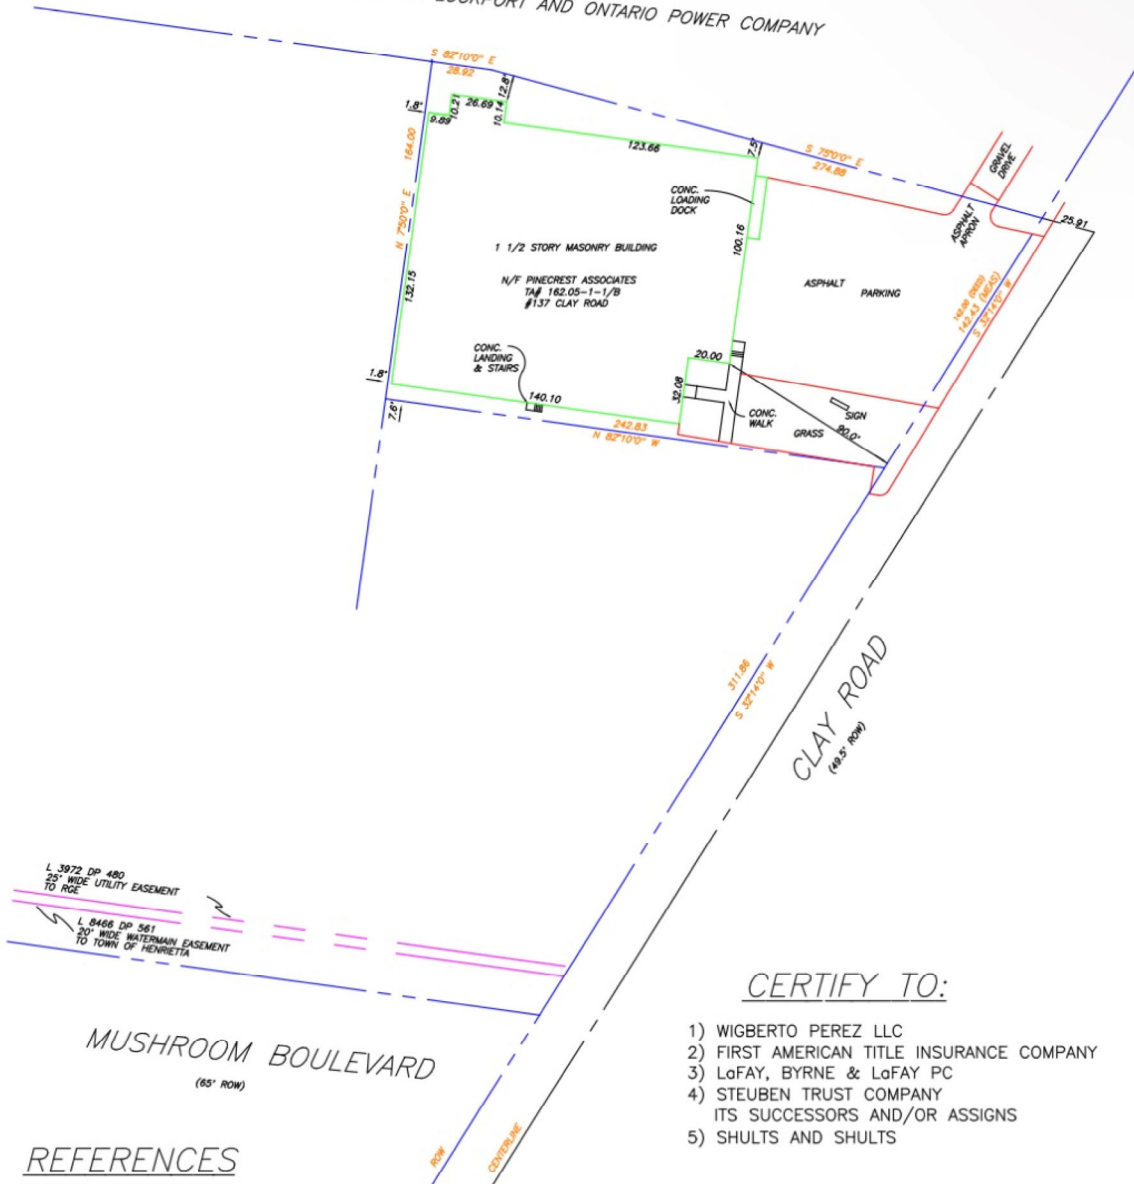 LOCKPORT AND ONTARIO POWER COMPANY
S 82°10'0" E
28.92
12.8'
1.8'
9.89
10.21
26.69
10.14
123.66
7.5'
S 75°0'0" E
274.88
GRAVEL
DRIVE
ASPHALT
APRON
25.91
164.00
N 7°50'0" E
132.15
CONC.
LOADING
DOCK
100.16
1 1/2 STORY MASONRY BUILDING
N/F PINECREST ASSOCIATES
TA# 162.05-1-1/B
#137 CLAY ROAD
ASPHALT PARKING
142.43 (MEAS)
S 32°14'0" W
CONC.
LANDING
& STAIRS
20.00
32.08
1.8'
7.6'
140.10
242.83
N 82°10'0" W
CONC.
WALK
SIGN
GRASS
90.0'
311.86
S 32°14'0" W
CLAY ROAD
(49.5' ROW)
L 3972 DP 480
25' WIDE UTILITY EASEMENT
TO RGE
L 8466 DP 561
20' WIDE WATERMAIN EASEMENT
TO TOWN OF HENRIETTA
MUSHROOM BOULEVARD
(65' ROW)
CERTIFY TO:
1) WIGBERTO PEREZ LLC
2) FIRST AMERICAN TITLE INSURANCE COMPANY
3) LaFAY, BYRNE & LaFAY PC
4) STEUBEN TRUST COMPANY
ITS SUCCESSORS AND/OR ASSIGNS
5) SHULTS AND SHULTS
REFERENCES
ROW
CENTERLINE